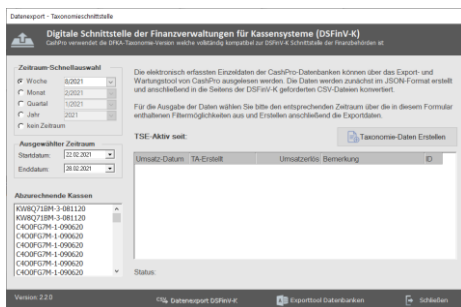 Datenexport - Taxonomieschnittstelle
Digitale Schnittstelle der Finanzverwaltungen für Kassensysteme (DSFinV-K)
CashPro verwendet die DFKA-Taxonomie-Version welche vollständig kompatibel zur DSFinV-K Schnittstelle der Finanzbehörden ist
Zeitraum-Schnellauswahl
Woche 8/2021
Monat 2/2021
Quartal 1/2021
Jahr 2021
kein Zeitraum
Ausgewählter Zeitraum
Startdatum: 22.02.2021
Enddatum: 28.02.2021
Abzurechnende Kassen
KW8Q71BM-3-081120
KW8Q71BM-3-081120
C4O0FG7M-1-090620
C4O0FG7M-1-090620
C4O0FG7M-1-090620
C4O0FG7M-1-090620
C4O0FG7M-1-090620
C4O0FG7M-1-090620
Die elektronisch erfassten Einzeldaten der CashPro-Datenbanken können über das Export- und
Wartungstool von CashPro ausgelesen werden. Die Daten werden zunächst im JSON-Format erstellt
und anschließend in die Seitens der DSFinV-K geforderten CSV-Dateien konvertiert.
Für die Ausgabe der Daten wählen Sie bitte den entsprechenden Zeitraum über die in diesem Formular
enthaltenen Filtermöglichkeiten aus und Erstellen anschließend die Exportdaten.
TSE-Aktiv seit:
Taxonomie-Daten Erstellen
Umsatz-Datum TA-Erstellt Umsatzerlös Bemerkung ID
Status:
Version: 2.2.0
Datenexport DSFinV-K
Exporttool Datenbanken
Schließen